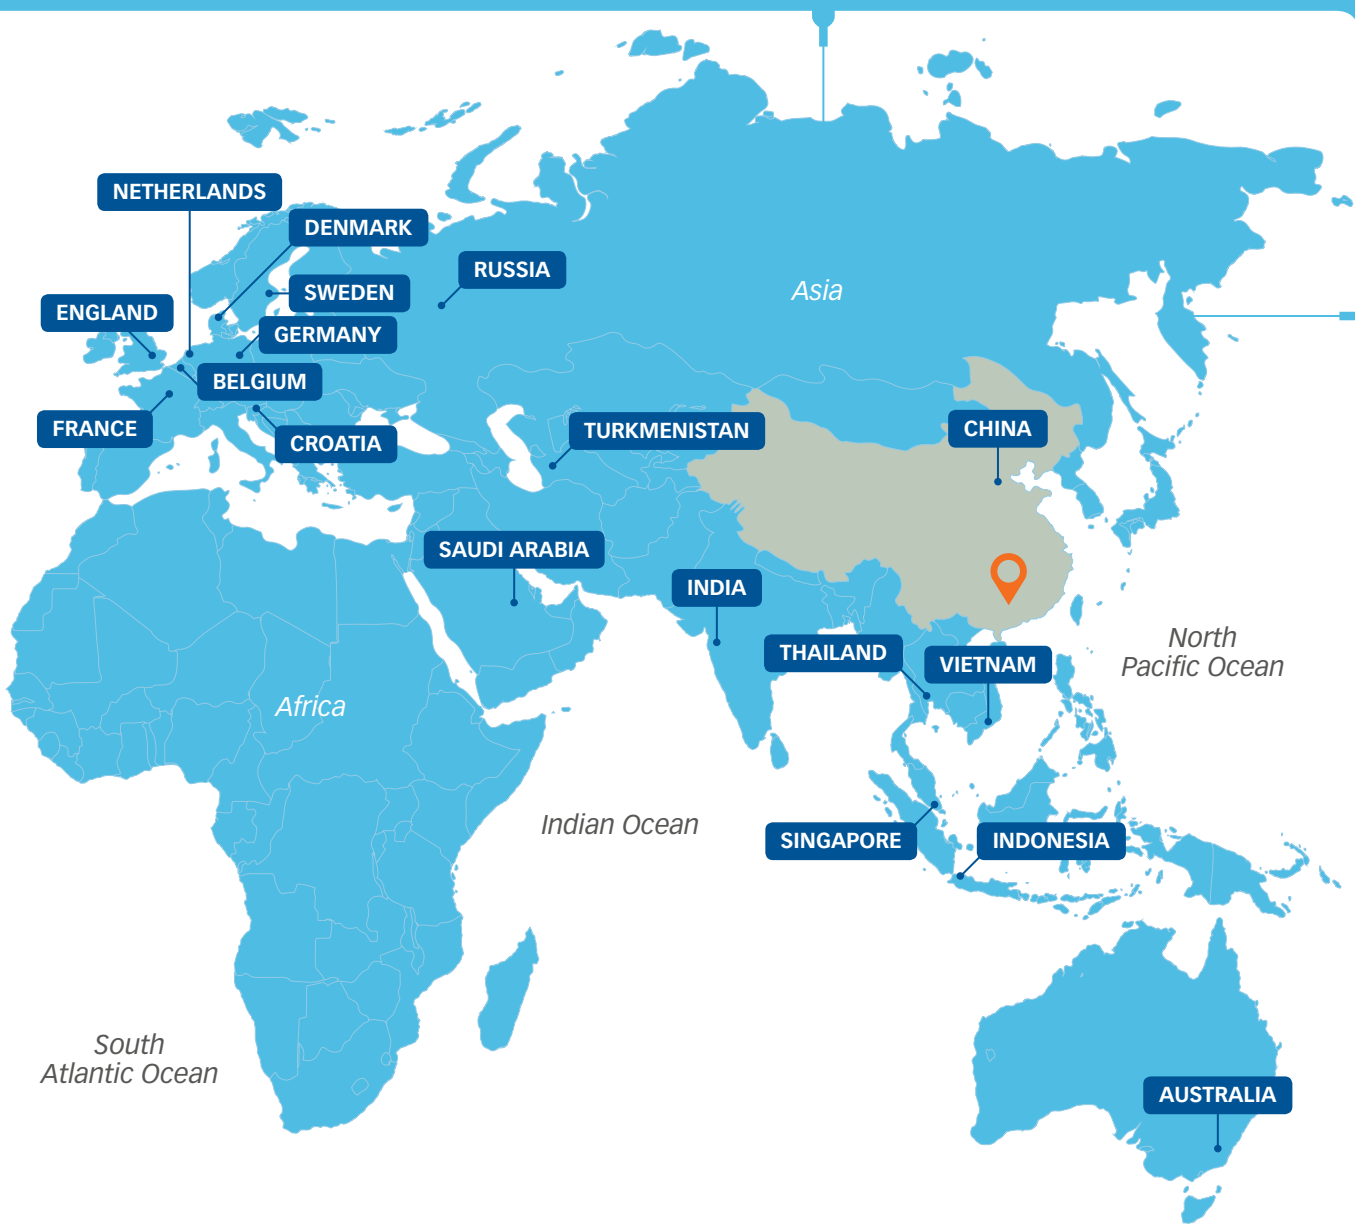 NETHERLANDS
DENMARK
RUSSIA
SWEDEN
Asia
ENGLAND
GERMANY
BELGIUM
FRANCE
CROATIA
TURKMENISTAN
CHINA
SAUDI ARABIA
INDIA
THAILAND
VIETNAM
North
Pacific Ocean
Africa
Indian Ocean
SINGAPORE
INDONESIA
South
Atlantic Ocean
AUSTRALIA